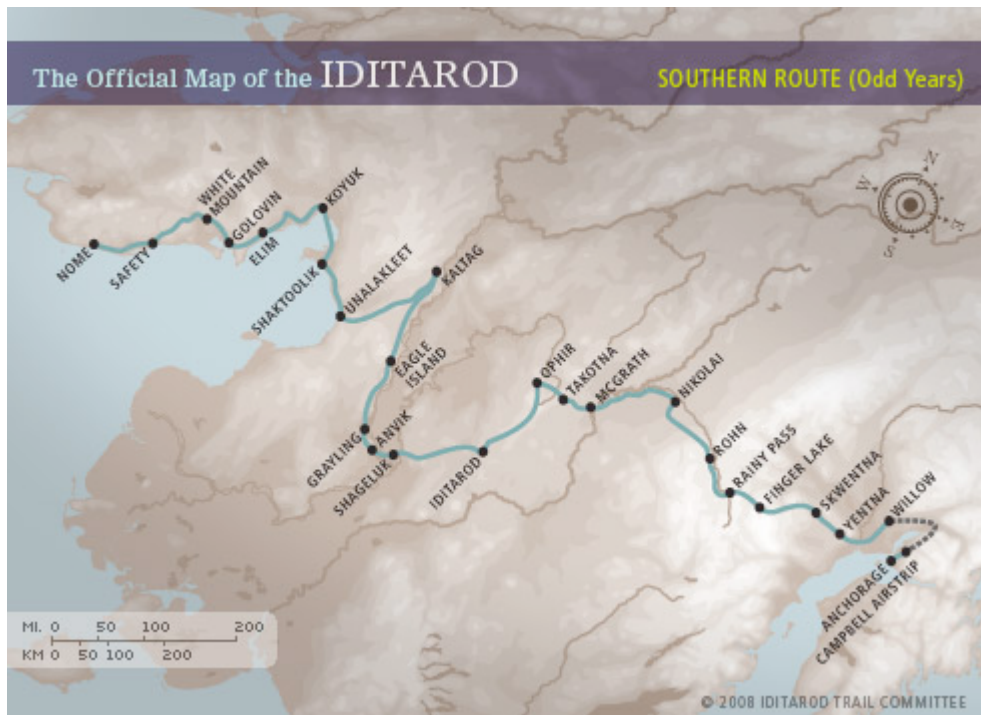 The Official Map of the IDITAROD
SOUTHERN ROUTE (Odd Years)
N
W
E
S
WHITE
MOUNTAIN
KOYUK
GOLOVIN
ELIM
NOME
SAFETY
SHAKTOOLIK
UNALAKLEET
KALTAG
EAGLE
ISLAND
OPHIR
TAKOTNA
MCGRATH
NIKOLAI
GRAYLING
ANVIK
SHAGELUK
IDITAROD
ROHN
RAINY PASS
FINGER LAKE
SKWENTNA
YENTNA
WILLOW
ANCHORAGE
CAMPBELL AIRSTRIP
MI. 0 50 100 200
KM 0 50 100 200
© 2008 IDITAROD TRAIL COMMITTEE